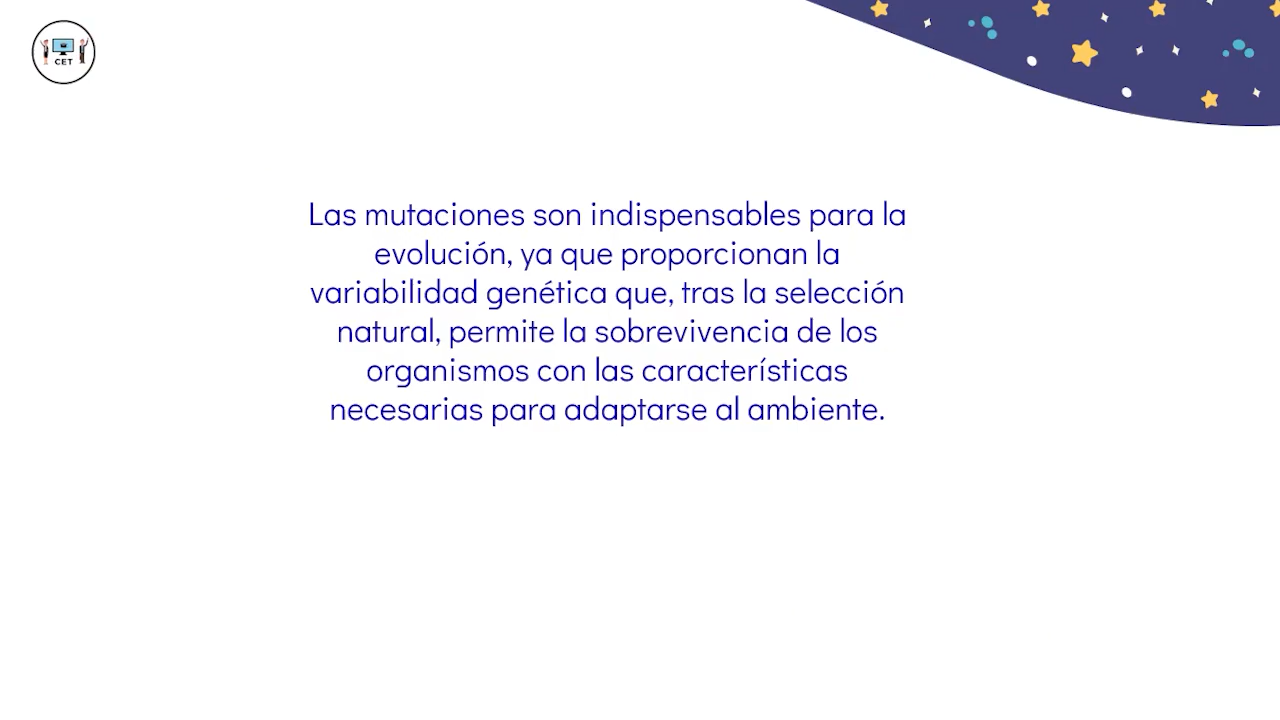 CET
Las mutaciones son indispensables para la
evolución, ya que proporcionan la
variabilidad genética que, tras la selección
natural, permite la sobrevivencia de los
organismos con las características
necesarias para adaptarse al ambiente.